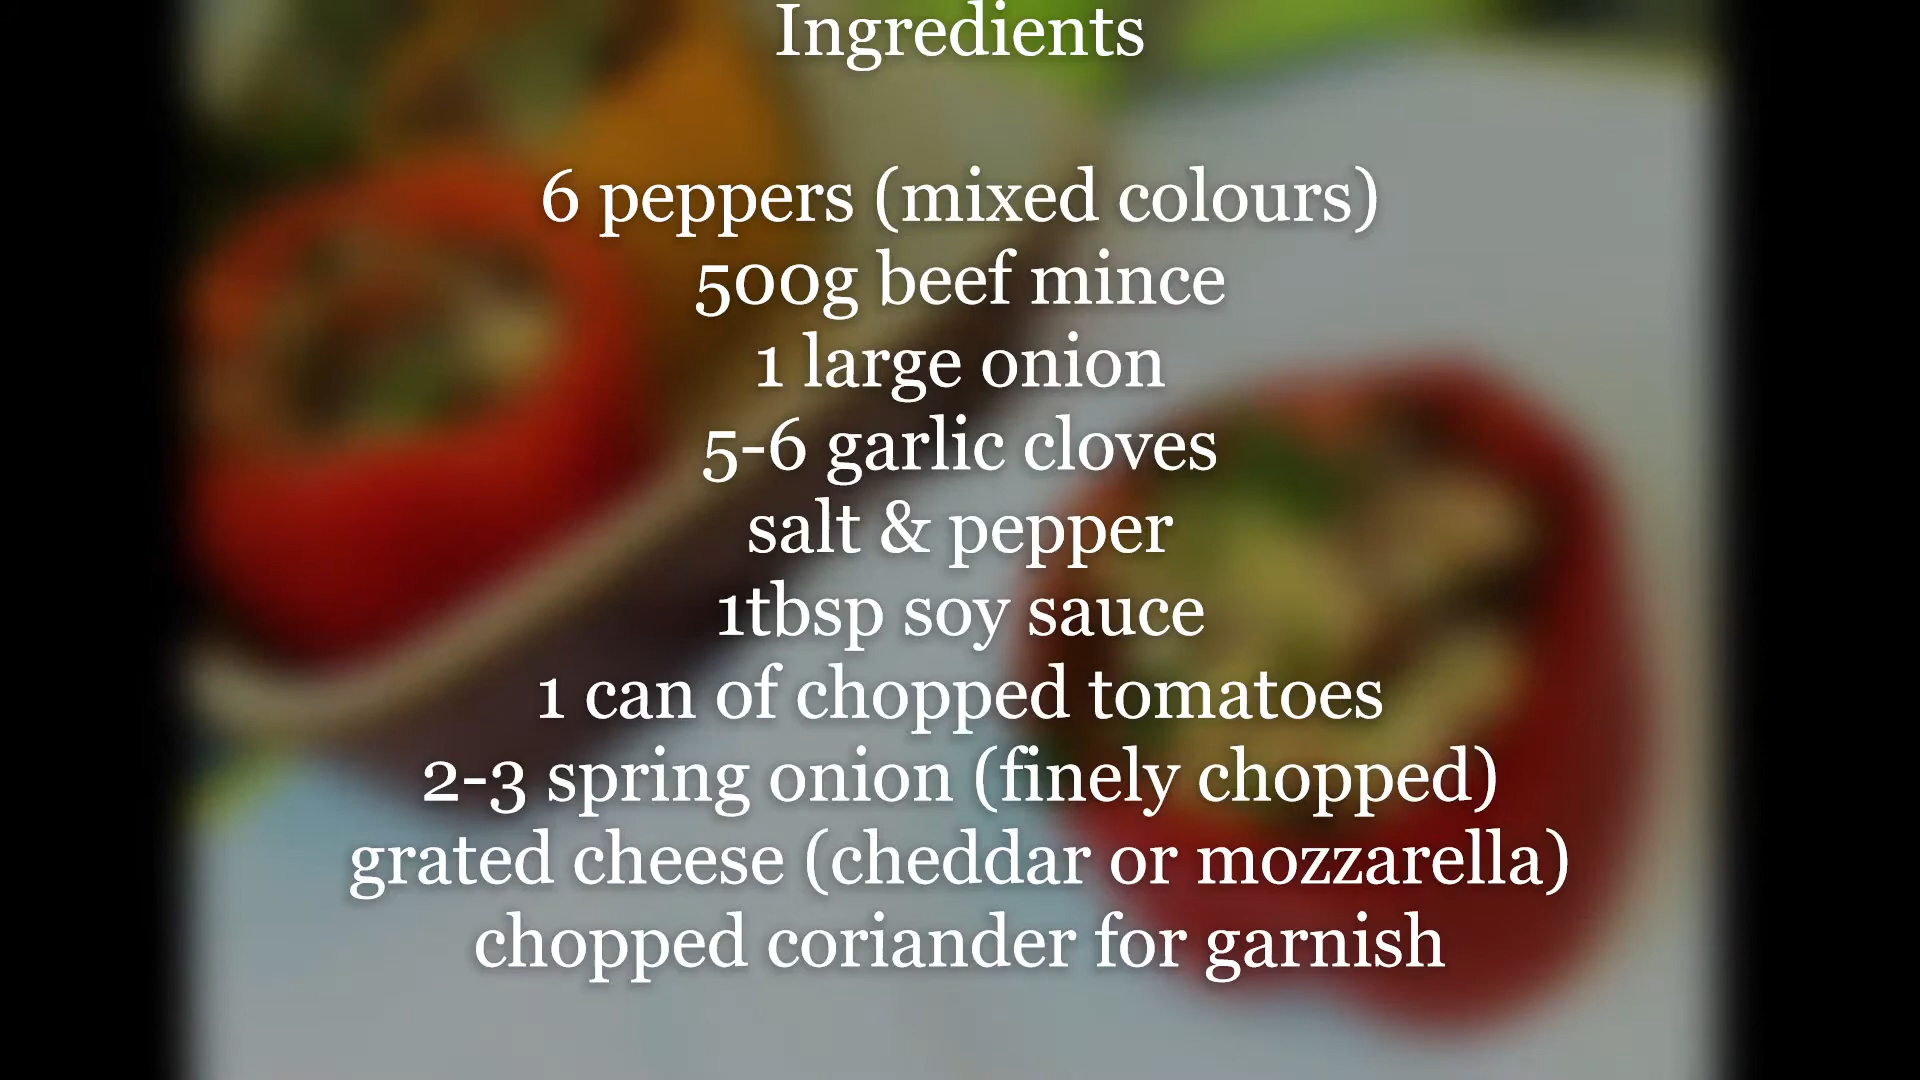 Ingredients
6 peppers (mixed colours)
500g beef mince
1 large onion
5-6 garlic cloves
salt & pepper
1tbsp soy sauce
1 can of chopped tomatoes
2-3 spring onion (finely chopped)
grated cheese (cheddar or mozzarella)
chopped coriander for garnish